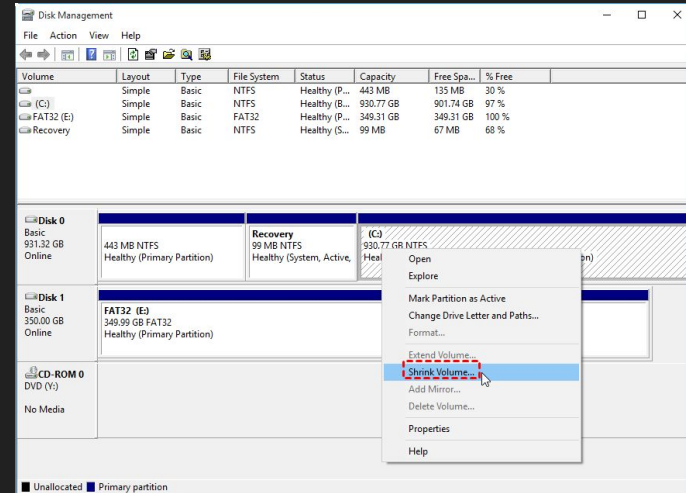 Disk Management
File Action View Help
Volume Layout Type File System Status Capacity Free Spa... % Free
Simple Basic NTFS Healthy (P... 443 MB 135 MB 30 %
(C:) Simple Basic NTFS Healthy (B... 930.77 GB 901.74 GB 97 %
FAT32 (E:) Simple Basic FAT32 Healthy (P... 349.31 GB 349.31 GB 100 %
Recovery Simple Basic NTFS Healthy (S... 99 MB 67 MB 68 %
Disk 0
Basic
931.32 GB
Online
443 MB NTFS
Healthy (Primary Partition)
Recovery
99 MB NTFS
Healthy (System, Active,
(C:)
930.77 GB NTFS
Heal
on)
Open
Explore
Mark Partition as Active
Change Drive Letter and Paths...
Format...
Extend Volume...
Shrink Volume...
Add Mirror...
Delete Volume...
Properties
Help
Disk 1
Basic
350.00 GB
Online
FAT32 (E:)
349.99 GB FAT32
Healthy (Primary Partition)
CD-ROM 0
DVD (Y:)
No Media
Unallocated Primary partition